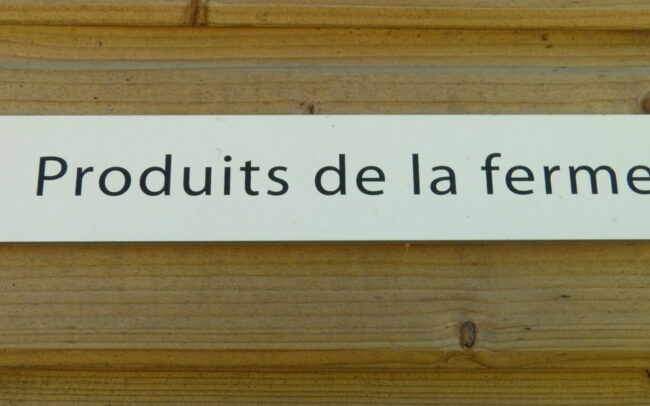 Produits de la ferme